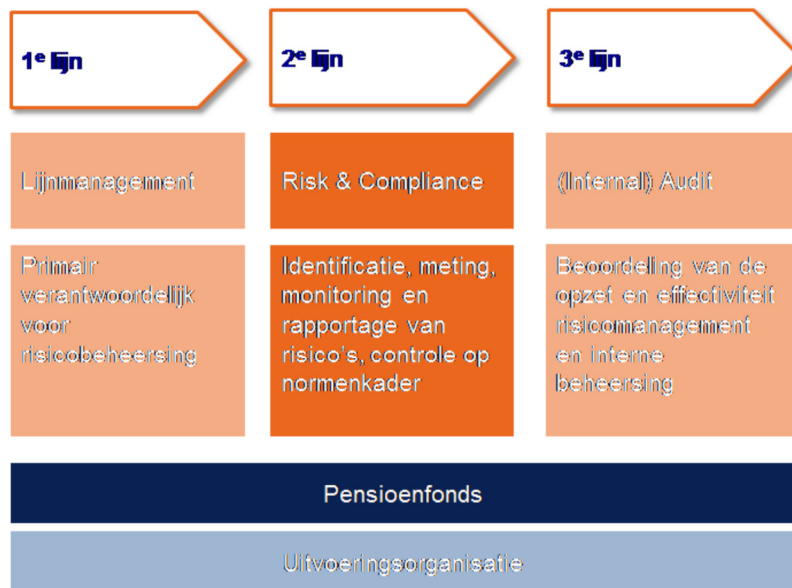 1e lijn
2e lijn
3e lijn
Lijnmanagement
Risk & Compliance
(Internal) Audit
Primair
verantwoordelijk
voor
risicobeheersing
Identificatie, meting,
monitoring en
rapportage van
risico's, controle op
normenkader
Beoordeling van de
opzet en effectiviteit
risicomanagement
en interne
beheersing
Pensioenfonds
Uitvoeringsorganisatie